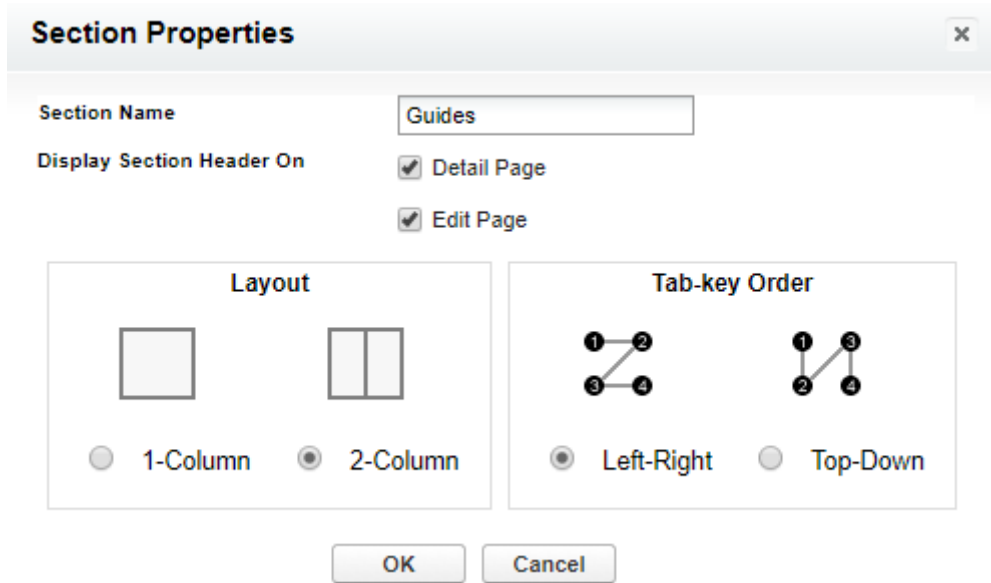 Section Properties
Section Name
Guides
Display Section Header On
Detail Page
Edit Page
Layout
1-Column
2-Column
Tab-key Order
1 2
3 4
1 3
2 4
Left-Right
Top-Down
OK
Cancel